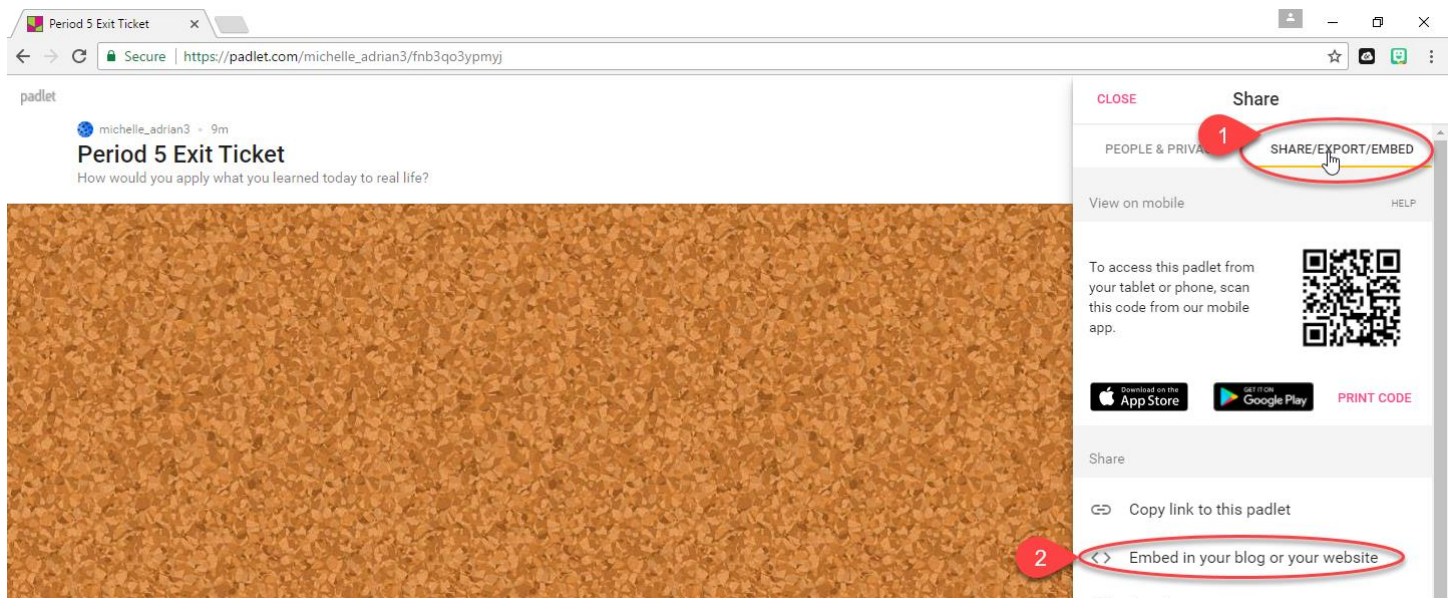 Period 5 Exit Ticket
Secure | https://padlet.com/michelle_adrian3/fnb3qo3ypmyj
padlet
michelle_adrian3 • 9m
Period 5 Exit Ticket
How would you apply what you learned today to real life?
CLOSE Share
1
PEOPLE & PRIVA SHARE/EXPORT/EMBED
View on mobile HELP
To access this padlet from
your tablet or phone, scan
this code from our mobile
app.
Download on the
App Store
GET IT ON
Google Play
PRINT CODE
Share
Copy link to this padlet
2
Embed in your blog or your website